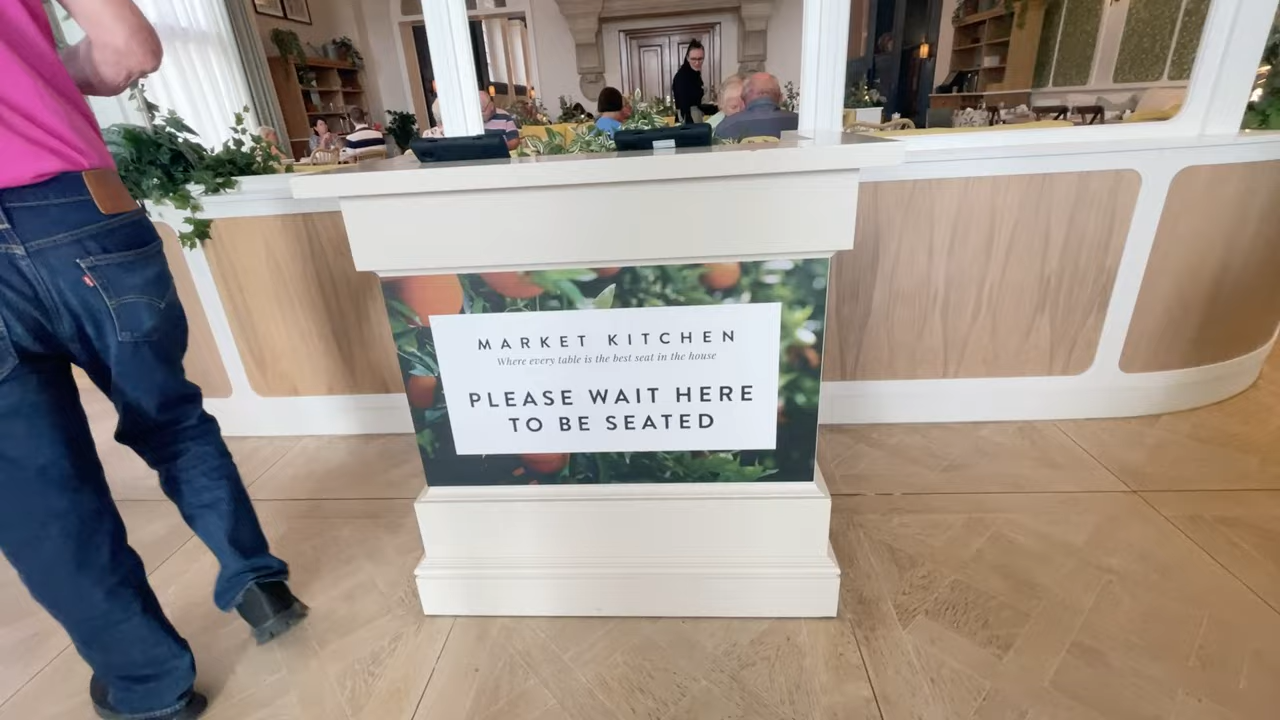 MARKET KITCHEN
Where every table is the best seat in the house
PLEASE WAIT HERE
TO BE SEATED